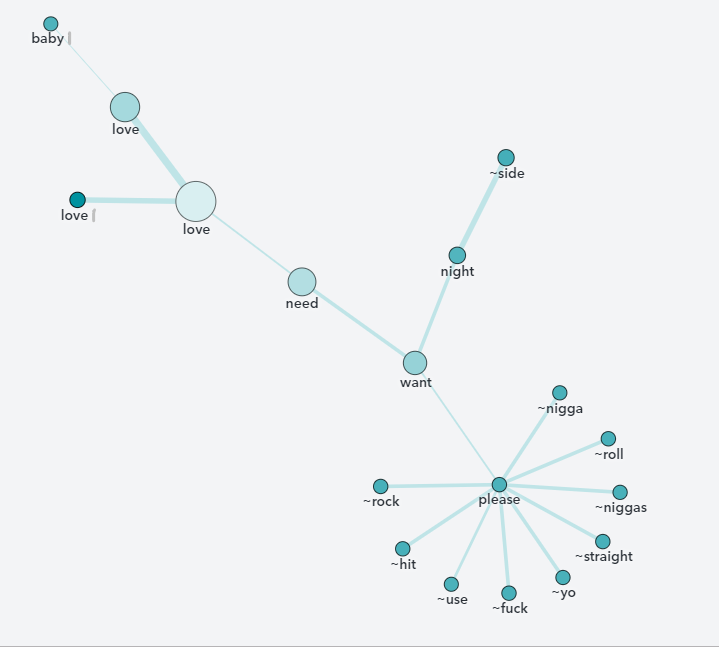 baby
love
love
love
~side
night
need
want
~nigga
~roll
~rock
please
~niggas
~straight
~hit
~yo
~use
~fuck